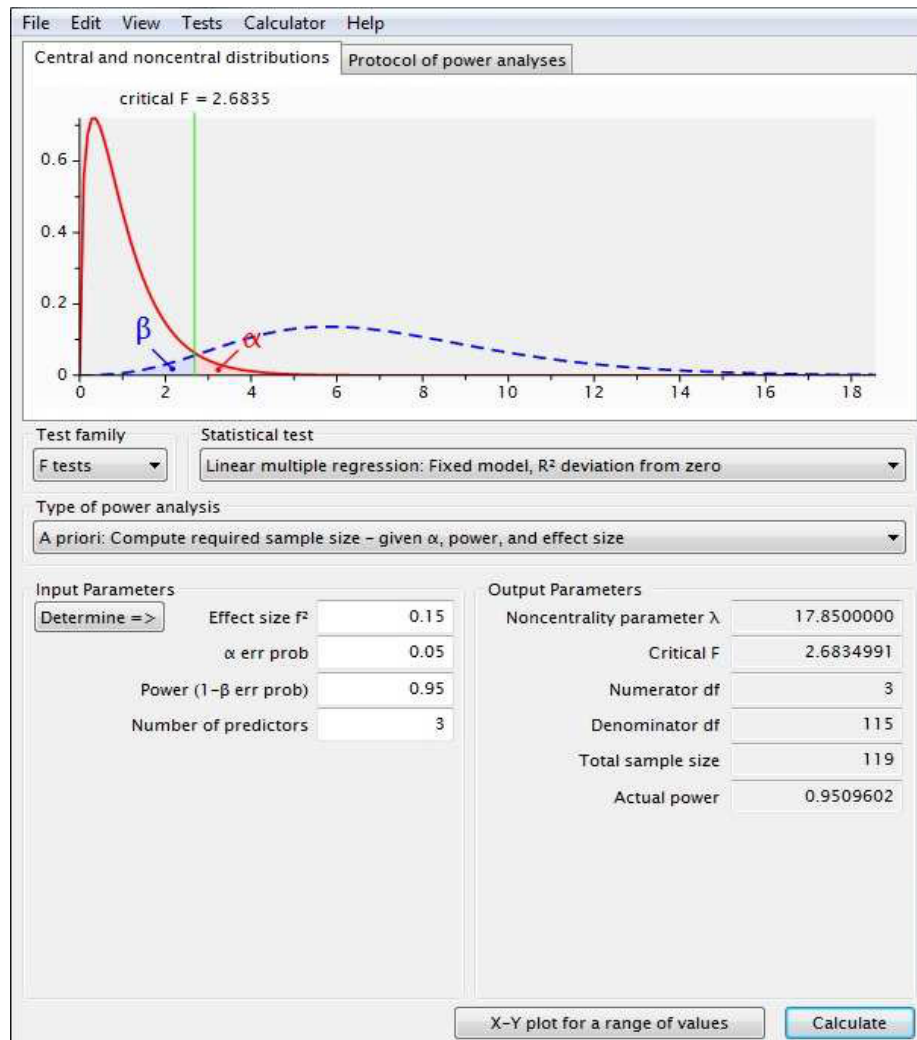 File Edit View Tests Calculator Help
Central and noncentral distributions Protocol of power analyses
critical F = 2.6835
0.6
0.4
0.2
0
β
α
0 2 4 6 8 10 12 14 16 18
Test family Statistical test
F tests Linear multiple regression: Fixed model, R² deviation from zero
Type of power analysis
A priori: Compute required sample size – given α, power, and effect size
Input Parameters
Determine => Effect size f² 0.15
α err prob 0.05
Power (1-β err prob) 0.95
Number of predictors 3
Output Parameters
Noncentrality parameter λ 17.8500000
Critical F 2.6834991
Numerator df 3
Denominator df 115
Total sample size 119
Actual power 0.9509602
X-Y plot for a range of values Calculate